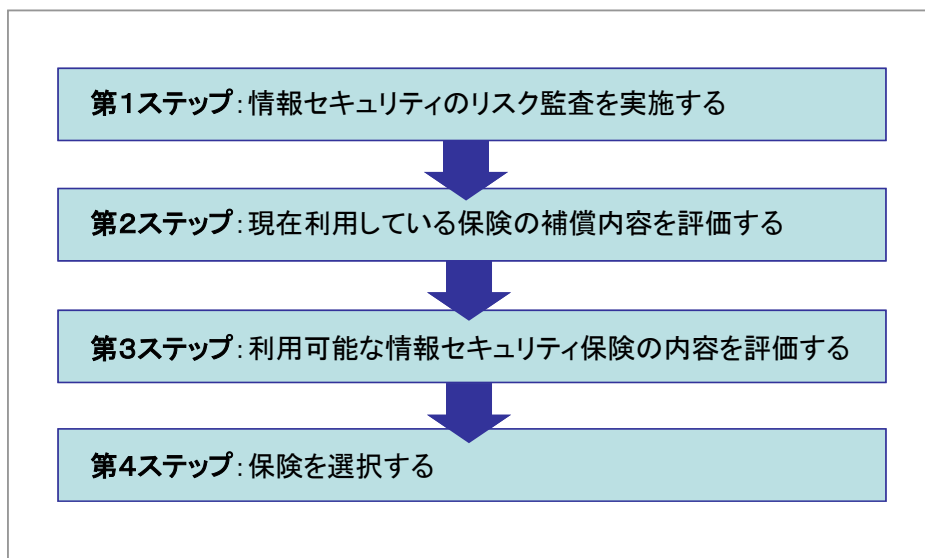 第1ステップ:情報セキュリティのリスク監査を実施する
第2ステップ:現在利用している保険の補償内容を評価する
第3ステップ:利用可能な情報セキュリティ保険の内容を評価する
第4ステップ:保険を選択する